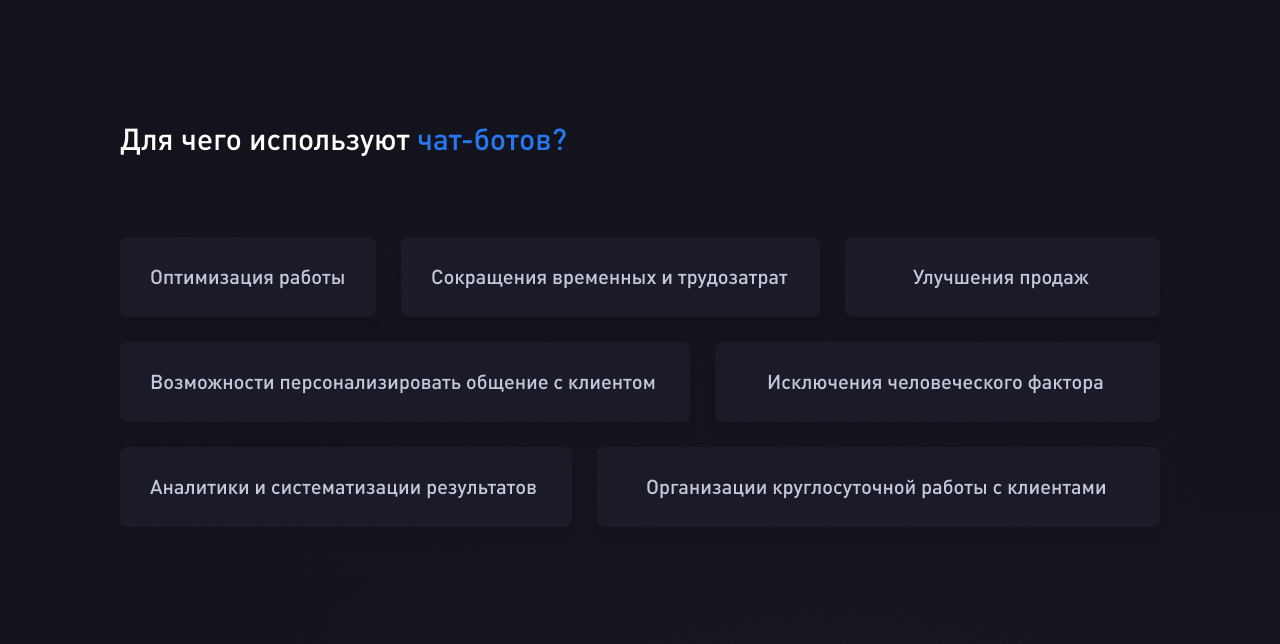 Для чего используют чат-ботов?
Оптимизация работы
Сокращения временных и трудозатрат
Улучшения продаж
Возможности персонализировать общение с клиентом
Исключения человеческого фактора
Аналитики и систематизации результатов
Организации круглосуточной работы с клиентами